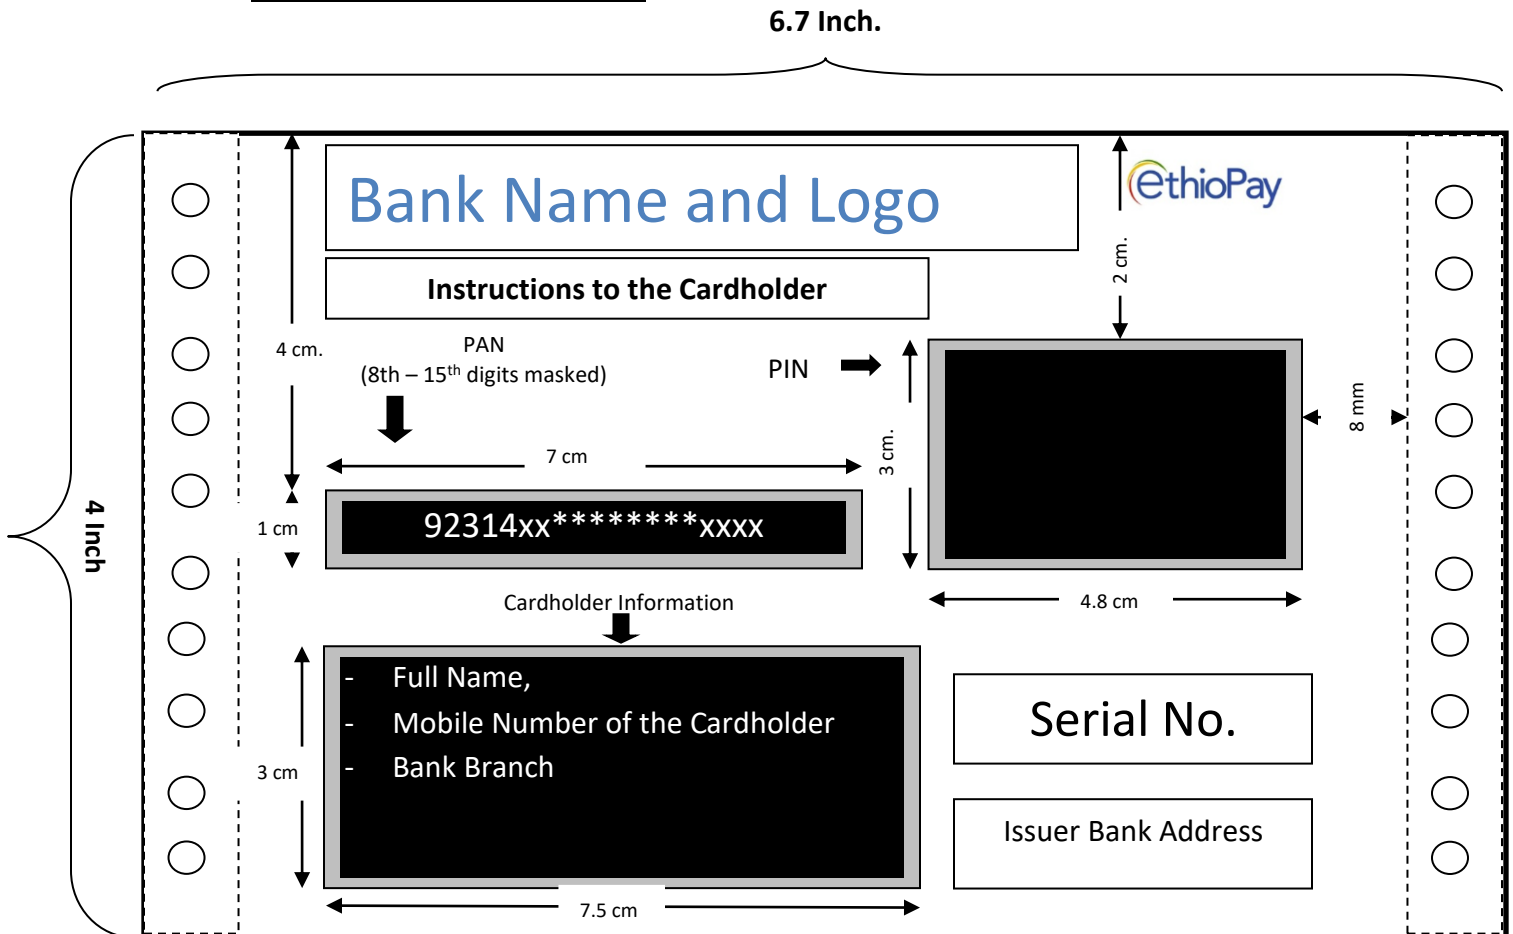 6.7 Inch.
Bank Name and Logo
ethioPay
2 cm.
Instructions to the Cardholder
4 cm.
PAN
(8th – 15th digits masked)
PIN
8 mm
3 cm.
7 cm
4 Inch
1 cm
92314xx********xxxx
Cardholder Information
4.8 cm
- Full Name,
- Mobile Number of the Cardholder
- Bank Branch
3 cm
Serial No.
Issuer Bank Address
7.5 cm